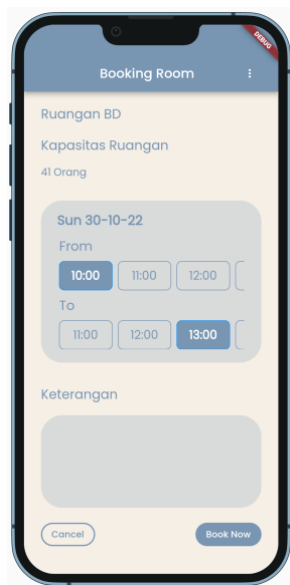 DEBUG
Booking Room
Ruangan BD
Kapasitas Ruangan
41 Orang
Sun 30-10-22
From
10:00 11:00 12:00
To
11:00 12:00 13:00
Keterangan
Cancel Book Now